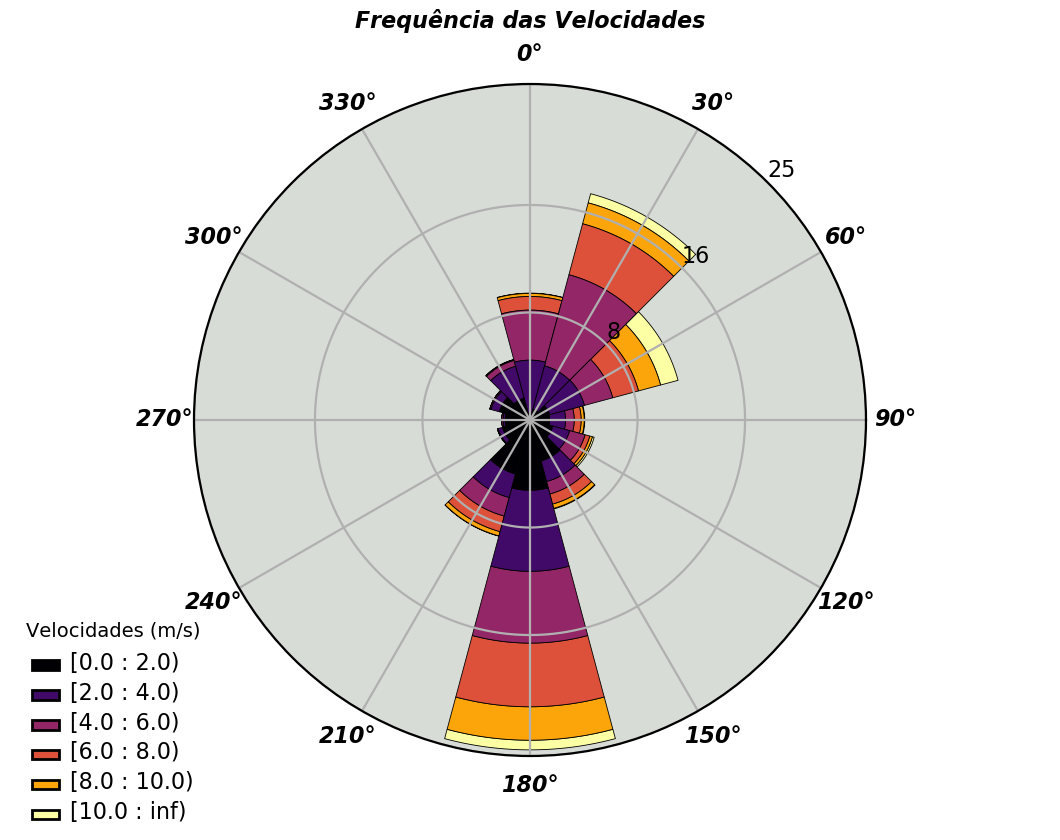 Frequência das Velocidades
0°
330°
30°
25
300°
60°
16
8
270°
90°
240°
120°
210°
150°
180°
Velocidades (m/s)
[0.0 : 2.0)
[2.0 : 4.0)
[4.0 : 6.0)
[6.0 : 8.0)
[8.0 : 10.0)
[10.0 : inf)